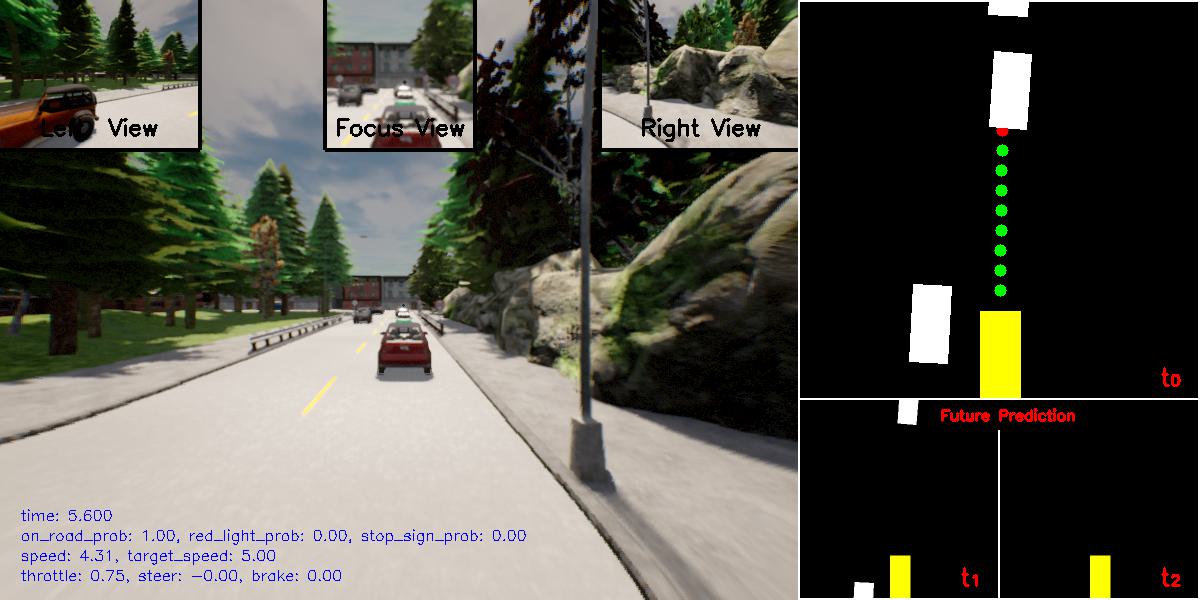 Left View
Focus View
Right View
time: 5.600
on_road_prob: 1.00, red_light_prob: 0.00, stop_sign_prob: 0.00
speed: 4.31, target_speed: 5.00
throttle: 0.75, steer: -0.00, brake: 0.00
t0
Future Prediction
t1
t2